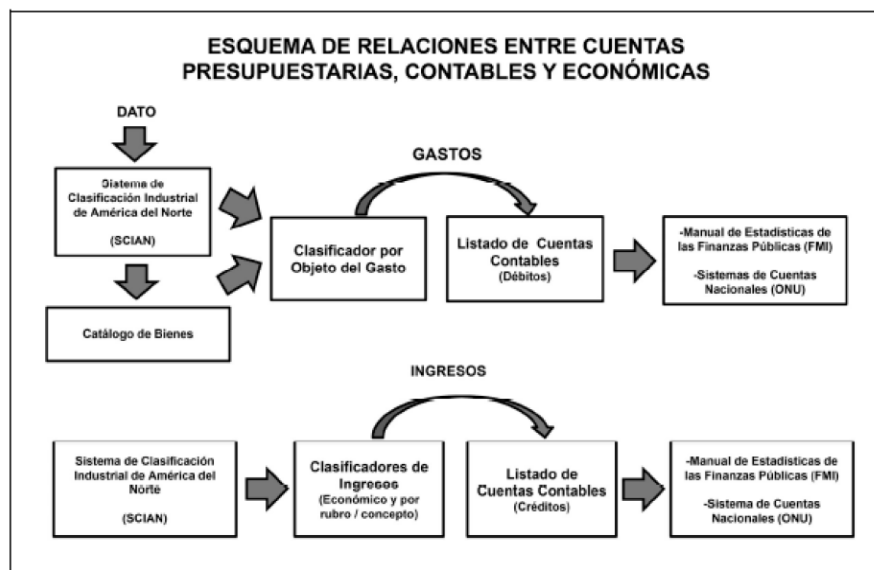 ESQUEMA DE RELACIONES ENTRE CUENTAS
PRESUPUESTARIAS, CONTABLES Y ECONÓMICAS
DATO
Sistema de
Clasificación Industrial
de América del Norte
(SCIAN)
Catálogo de Bienes
GASTOS
Clasificador por
Objeto del Gasto
Listado de Cuentas
Contables
(Débitos)
-Manual de Estadísticas de
las Finanzas Públicas (FMI)
-Sistemas de Cuentas
Nacionales (ONU)
INGRESOS
Sistema de Clasificación
Industrial de América del
Norte
(SCIAN)
Clasificadores de
Ingresos
(Económico y por
rubro / concepto)
Listado de
Cuentas Contables
(Créditos)
-Manual de Estadísticas de
las Finanzas Públicas (FMI)
-Sistema de Cuentas
Nacionales (ONU)